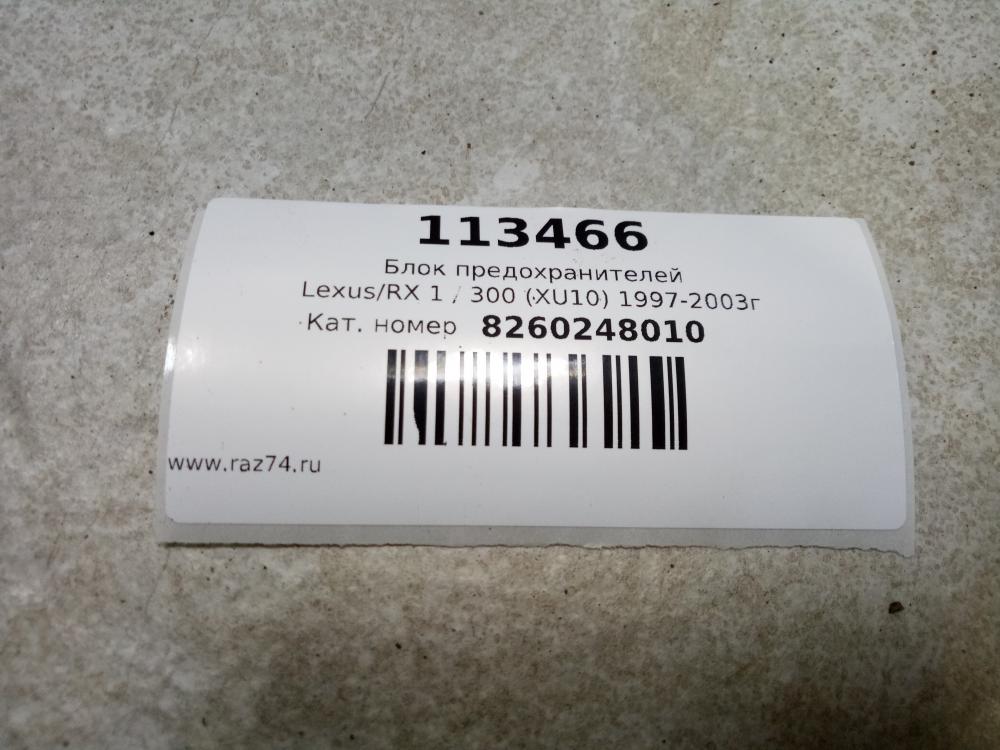 113466
Блок предохранителей
Lexus/RX 1 / 300 (XU10) 1997-2003г
Кат. номер 8260248010
www.raz74.ru